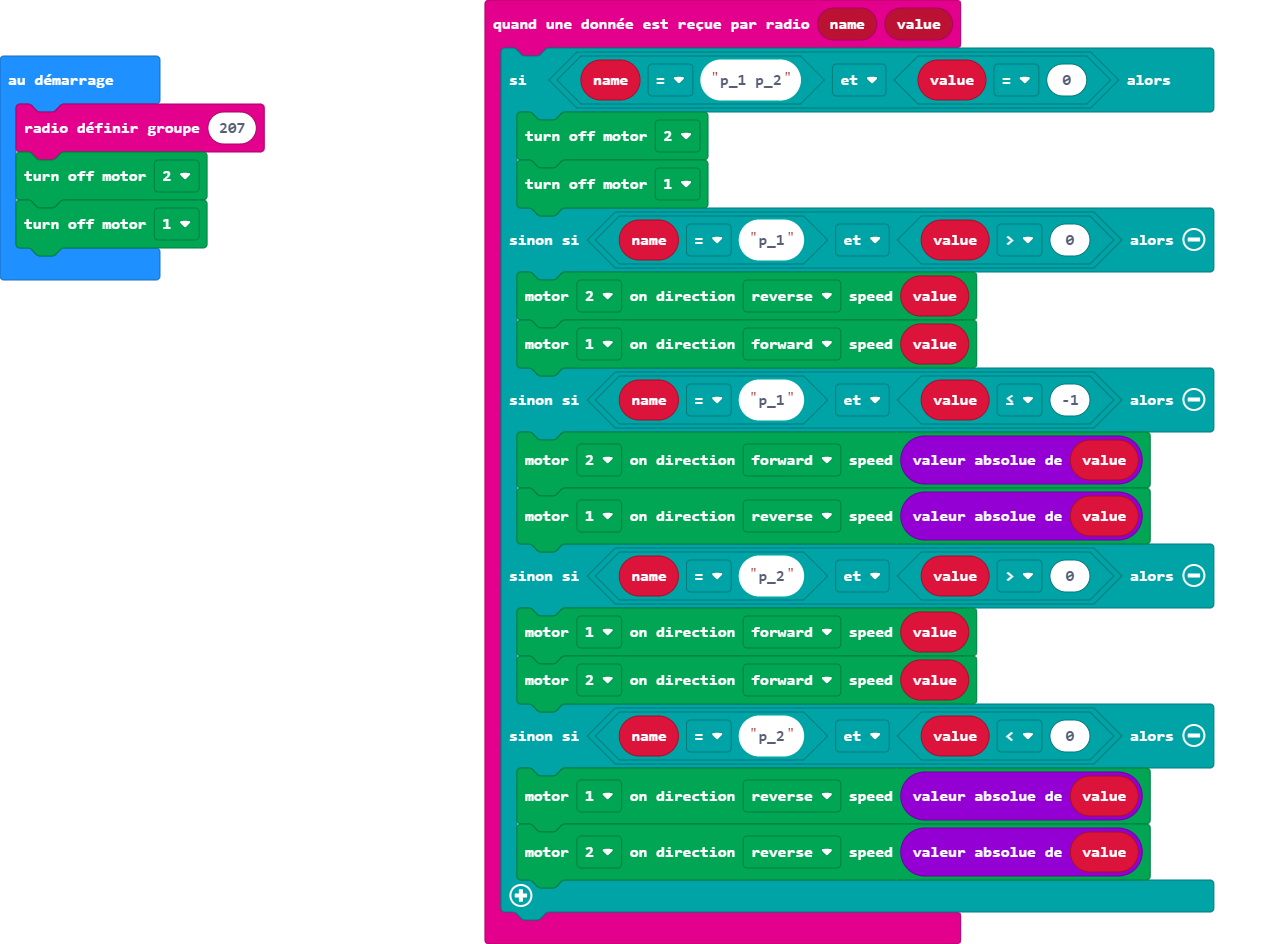 au démarrage
radio définir groupe 207
turn off motor 2
turn off motor 1
quand une donnée est reçue par radio name value
si name = "p_1 p_2" et value = 0 alors
turn off motor 2
turn off motor 1
sinon si name = "p_1" et value > 0 alors
motor 2 on direction reverse speed value
motor 1 on direction forward speed value
sinon si name = "p_1" et value ≤ -1 alors
motor 2 on direction forward speed valeur absolue de value
motor 1 on direction reverse speed valeur absolue de value
sinon si name = "p_2" et value > 0 alors
motor 1 on direction forward speed value
motor 2 on direction forward speed value
sinon si name = "p_2" et value < 0 alors
motor 1 on direction reverse speed valeur absolue de value
motor 2 on direction reverse speed valeur absolue de value